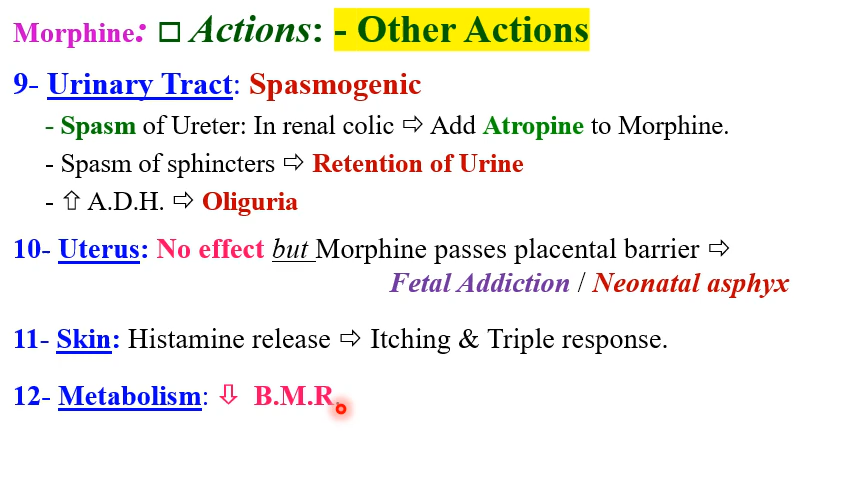 Morphine: □ Actions: - Other Actions
9- Urinary Tract: Spasmogenic
- Spasm of Ureter: In renal colic ⇨ Add Atropine to Morphine.
- Spasm of sphincters ⇨ Retention of Urine
- ⇧ A.D.H. ⇨ Oliguria
10- Uterus: No effect but Morphine passes placental barrier ⇨
Fetal Addiction / Neonatal asphyx
11- Skin: Histamine release ⇨ Itching & Triple response.
12- Metabolism: ⇩ B.M.R.